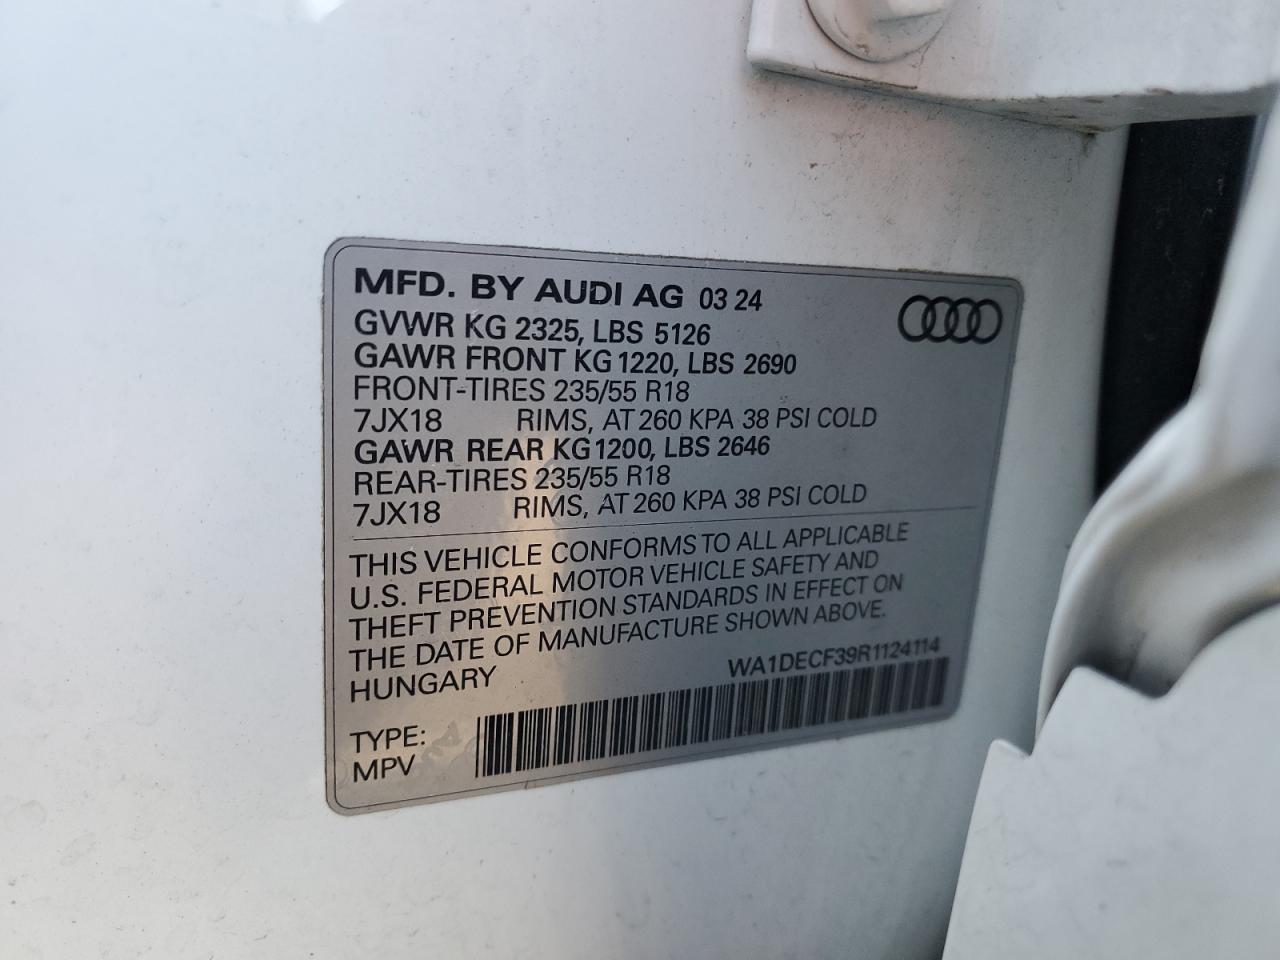 MFD. BY AUDI AG 03 24
GVWR KG 2325, LBS 5126
GAWR FRONT KG 1220, LBS 2690
FRONT-TIRES 235/55 R18
7JX18 RIMS, AT 260 KPA 38 PSI COLD
GAWR REAR KG 1200, LBS 2646
REAR-TIRES 235/55 R18
7JX18 RIMS, AT 260 KPA 38 PSI COLD
THIS VEHICLE CONFORMS TO ALL APPLICABLE
U.S. FEDERAL MOTOR VEHICLE SAFETY AND
THEFT PREVENTION STANDARDS IN EFFECT ON
THE DATE OF MANUFACTURE SHOWN ABOVE.
HUNGARY WA1DECF39R1124114
TYPE:
MPV